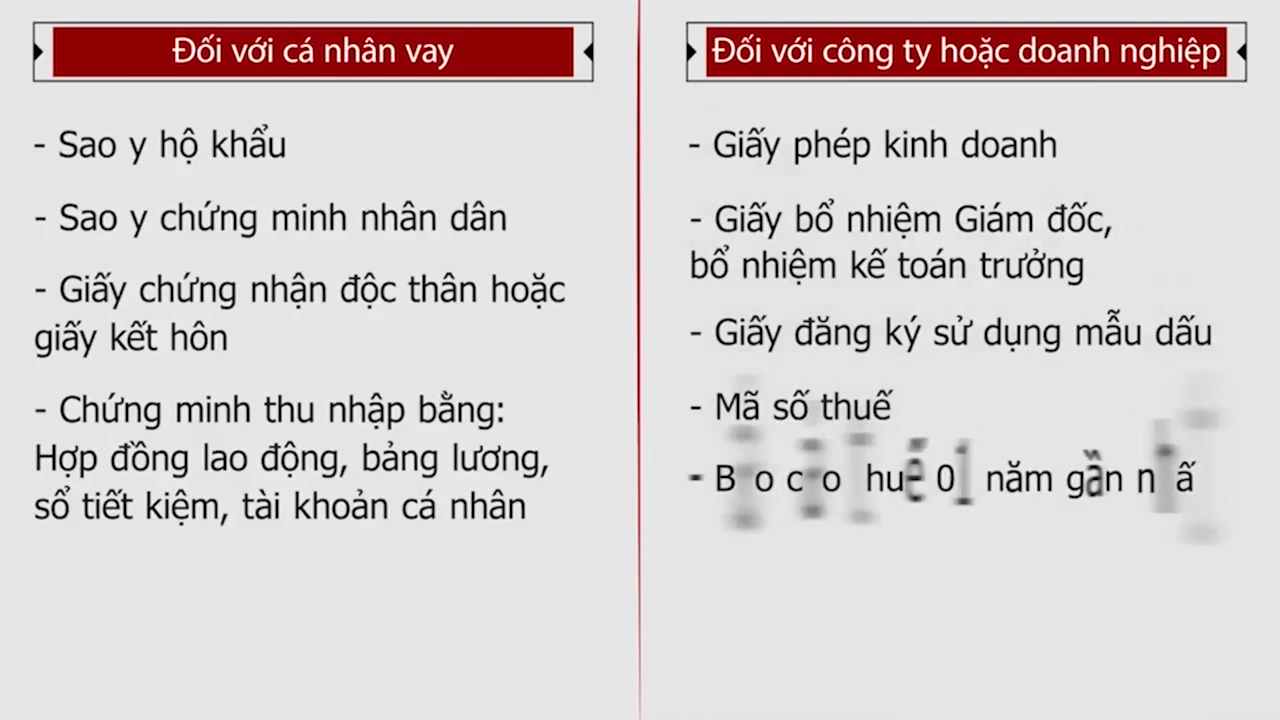 Đối với cá nhân vay
- Sao y hộ khẩu
- Sao y chứng minh nhân dân
- Giấy chứng nhận độc thân hoặc
giấy kết hôn
- Chứng minh thu nhập bằng:
Hợp đồng lao động, bảng lương,
sổ tiết kiệm, tài khoản cá nhân
Đối với công ty hoặc doanh nghiệp
- Giấy phép kinh doanh
- Giấy bổ nhiệm Giám đốc,
bổ nhiệm kế toán trưởng
- Giấy đăng ký sử dụng mẫu dấu
- Mã số thuế
- 01 năm gần